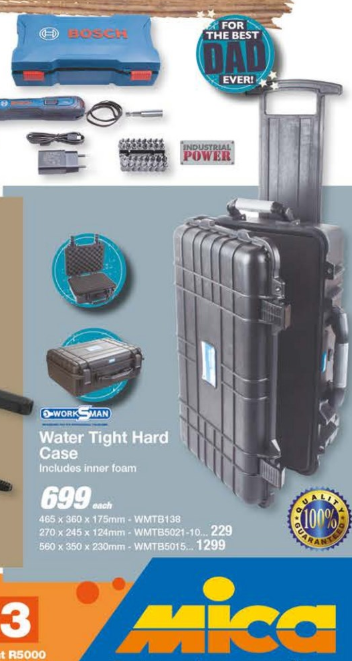 FOR
THE BEST
DAD
EVER!
BOSCH
INDUSTRIAL
POWER
WORKSMAN
Water Tight Hard
Case
Includes inner foam
699 each
465 x 360 x 175mm - WMTB138
270 x 245 x 124mm - WMTB5021-10... 229
560 x 350 x 230mm - WMTB5015... 1299
QUALITY
100%
GUARANTEED
3
mica
t R5000